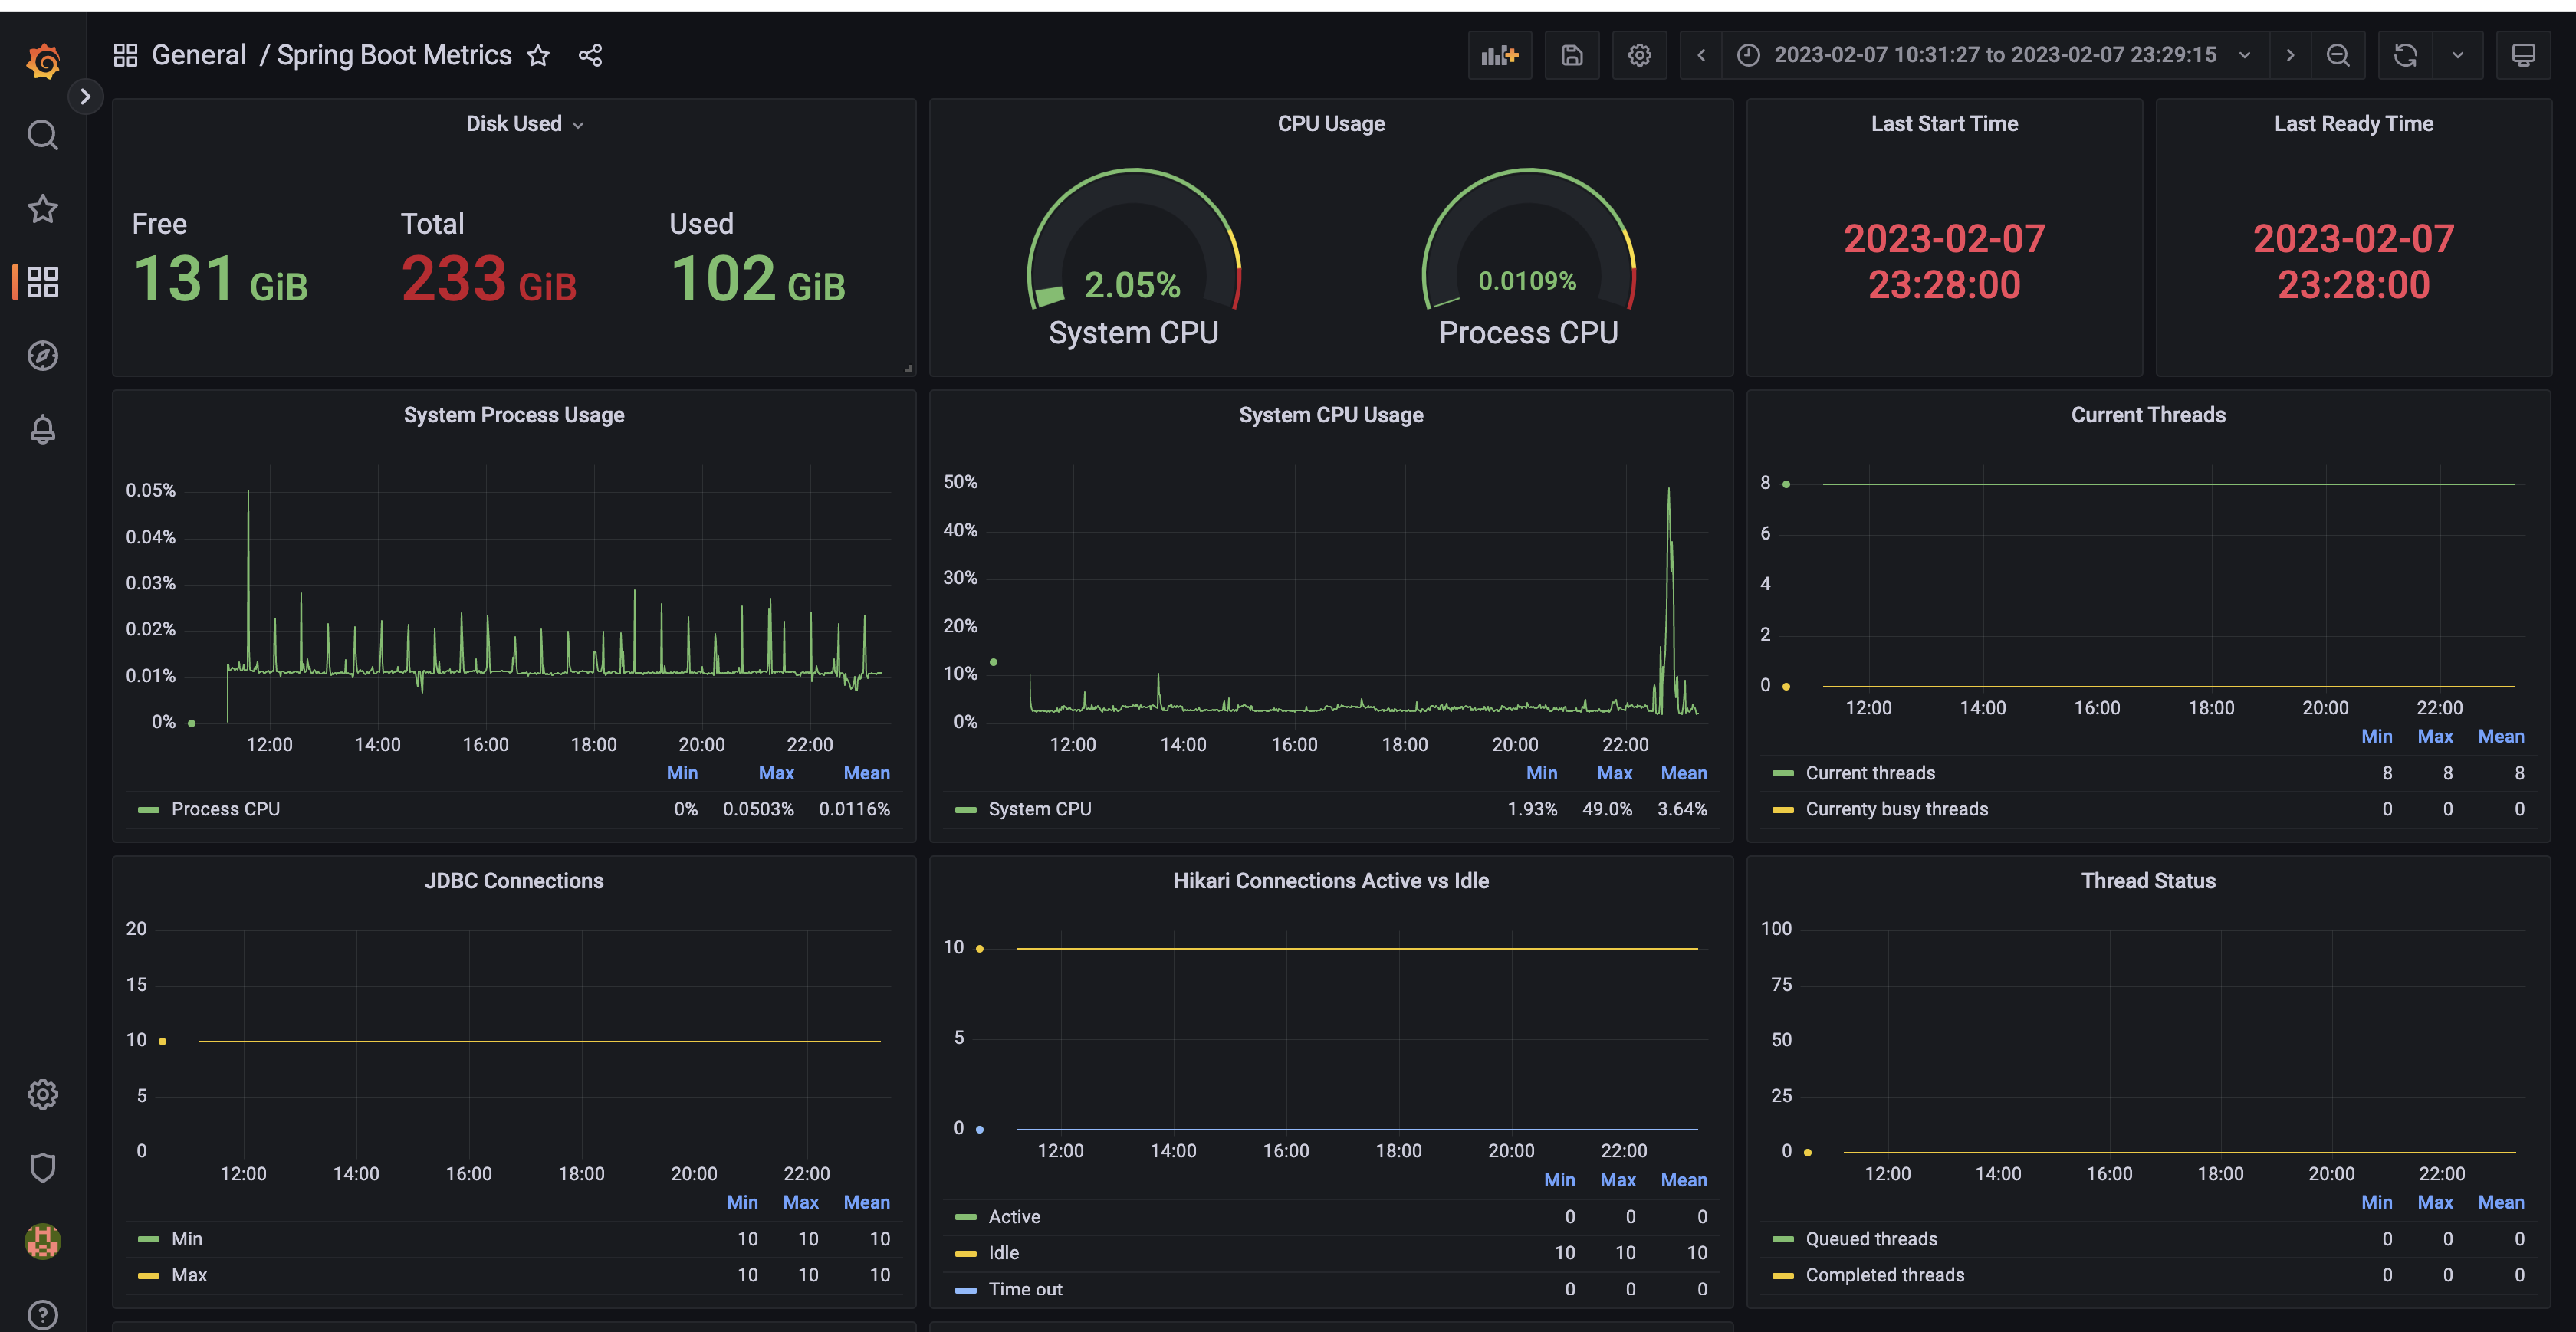 General / Spring Boot Metrics
2023-02-07 10:31:27 to 2023-02-07 23:29:15
Disk Used
Free
131 GiB
Total
233 GiB
Used
102 GiB
CPU Usage
2.05%
System CPU
0.0109%
Process CPU
Last Start Time
2023-02-07
23:28:00
Last Ready Time
2023-02-07
23:28:00
System Process Usage
0.05%
0.04%
0.03%
0.02%
0.01%
0%
12:00 14:00 16:00 18:00 20:00 22:00
Min Max Mean
Process CPU 0% 0.0503% 0.0116%
System CPU Usage
50%
40%
30%
20%
10%
0%
12:00 14:00 16:00 18:00 20:00 22:00
Min Max Mean
System CPU 1.93% 49.0% 3.64%
Current Threads
8
6
4
2
0
12:00 14:00 16:00 18:00 20:00 22:00
Min Max Mean
Current threads 8 8 8
Currenty busy threads 0 0 0
JDBC Connections
20
15
10
5
0
12:00 14:00 16:00 18:00 20:00 22:00
Min Max Mean
Min 10 10 10
Max 10 10 10
Hikari Connections Active vs Idle
10
5
0
12:00 14:00 16:00 18:00 20:00 22:00
Min Max Mean
Active 0 0 0
Idle 10 10 10
Time out 0 0 0
Thread Status
100
75
50
25
0
12:00 14:00 16:00 18:00 20:00 22:00
Min Max Mean
Queued threads 0 0 0
Completed threads 0 0 0